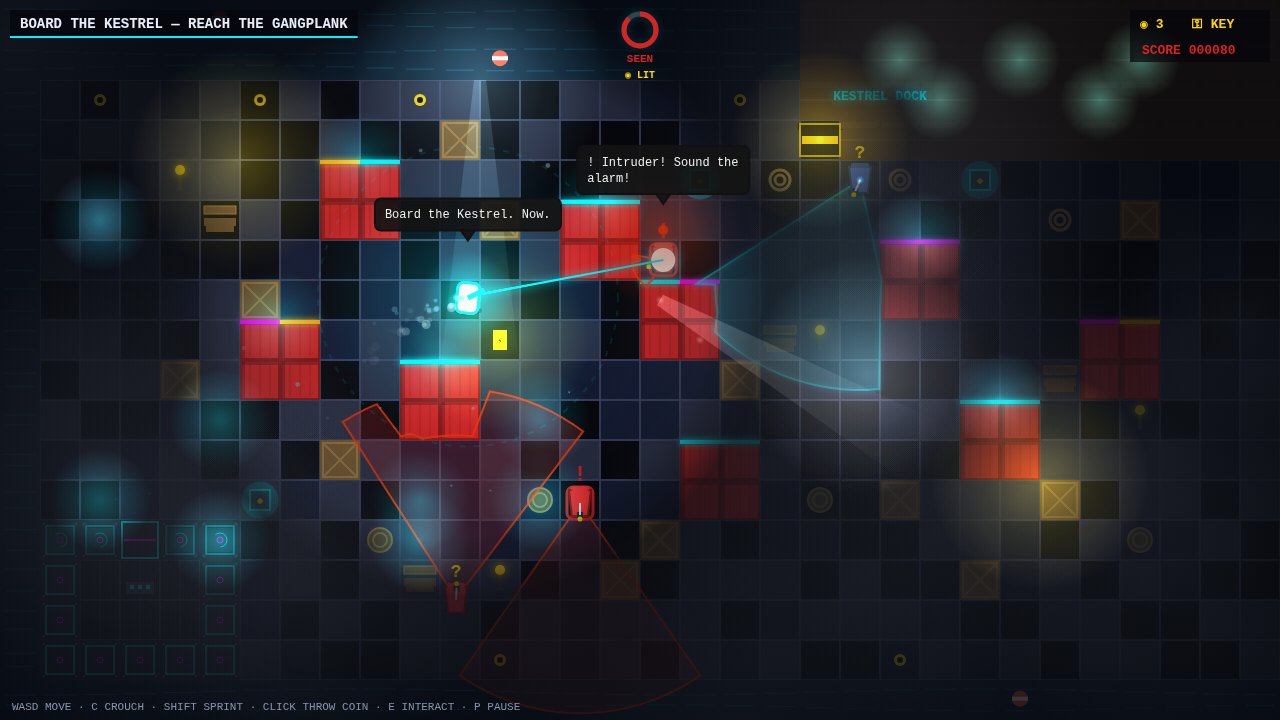 BOARD THE KESTREL — REACH THE GANGPLANK
SEEN
◉ LIT
◉ 3 ⚿ KEY
SCORE 000080
KESTREL DOCK
?
! Intruder! Sound the
alarm!
Board the Kestrel. Now.
!
?
WASD MOVE · C CROUCH · SHIFT SPRINT · CLICK THROW COIN · E INTERACT · P PAUSE